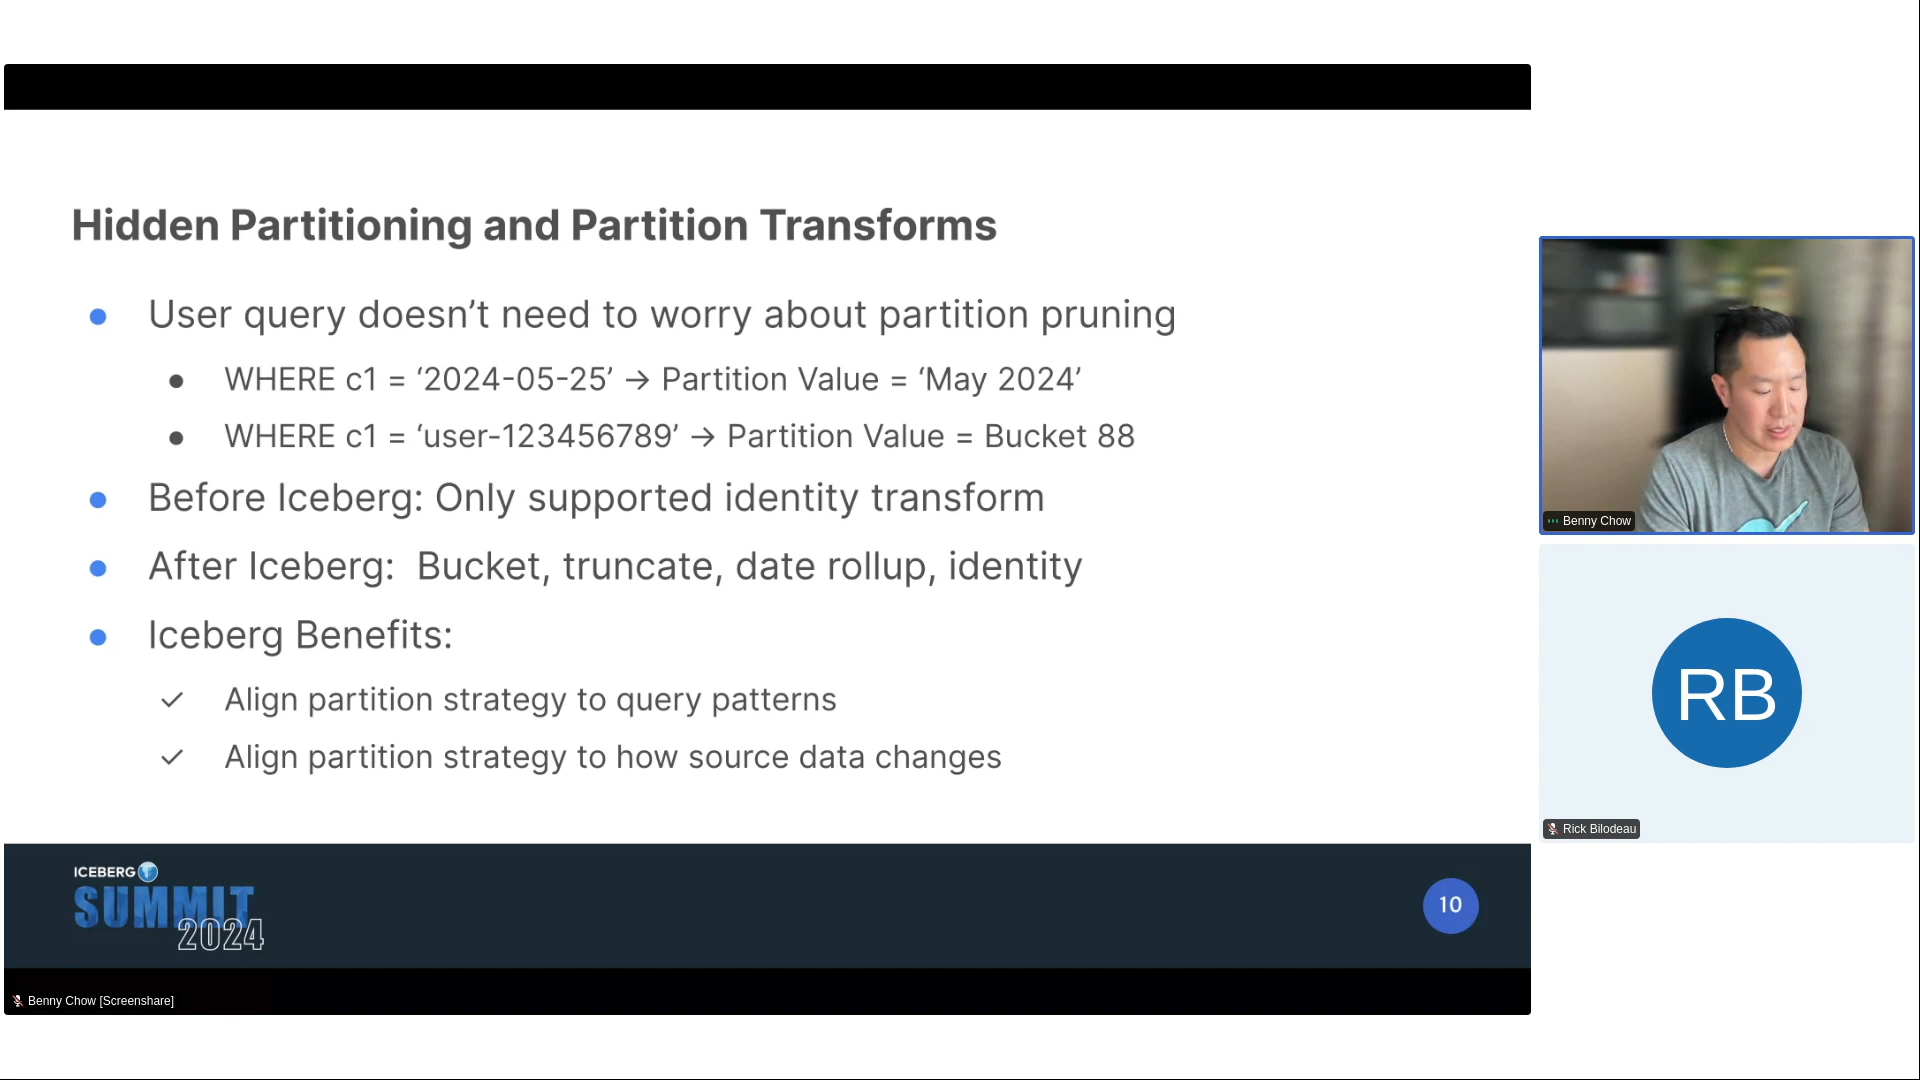 Hidden Partitioning and Partition Transforms
● User query doesn’t need to worry about partition pruning
● WHERE c1 = ‘2024-05-25’ → Partition Value = ‘May 2024’
● WHERE c1 = ‘user-123456789’ → Partition Value = Bucket 88
● Before Iceberg: Only supported identity transform
● After Iceberg: Bucket, truncate, date rollup, identity
● Iceberg Benefits:
✓ Align partition strategy to query patterns
✓ Align partition strategy to how source data changes
ICEBERG
SUMMIT
2024
10
Benny Chow [Screenshare]
Benny Chow
RB
Rick Bilodeau